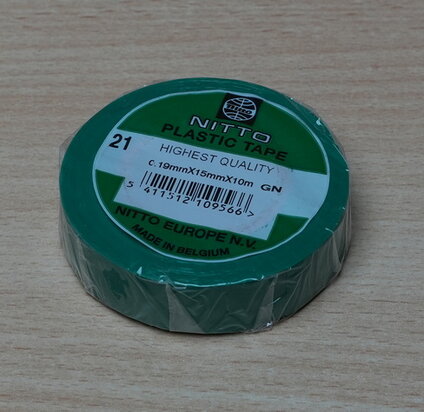 NITTO
PLASTIC TAPE
21
HIGHEST QUALITY
0.19mmX15mmX10m GN
5 411512 109566>
NITTO EUROPE N.V.
MADE IN BELGIUM